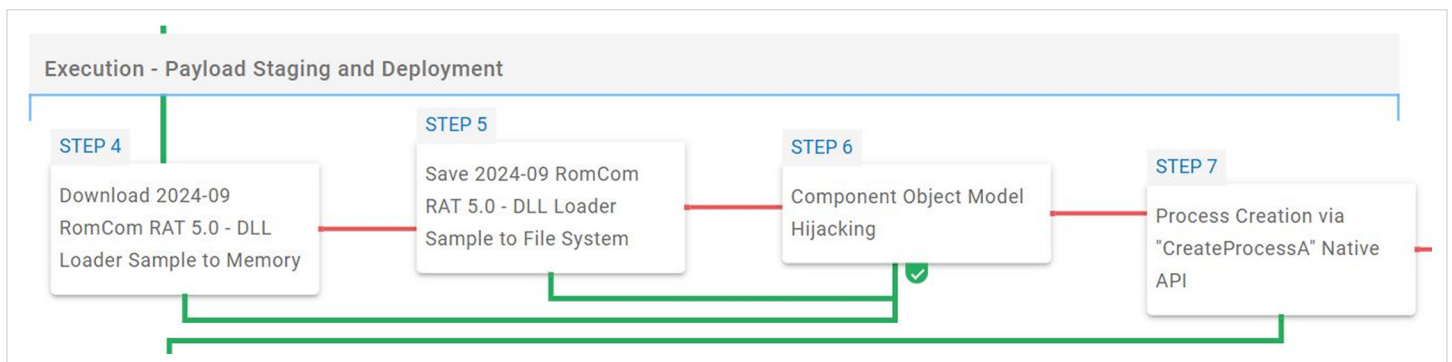 Execution - Payload Staging and Deployment
STEP 4
Download 2024-09
RomCom RAT 5.0 - DLL
Loader Sample to Memory
STEP 5
Save 2024-09 RomCom
RAT 5.0 - DLL Loader
Sample to File System
STEP 6
Component Object Model
Hijacking
STEP 7
Process Creation via
"CreateProcessA" Native
API